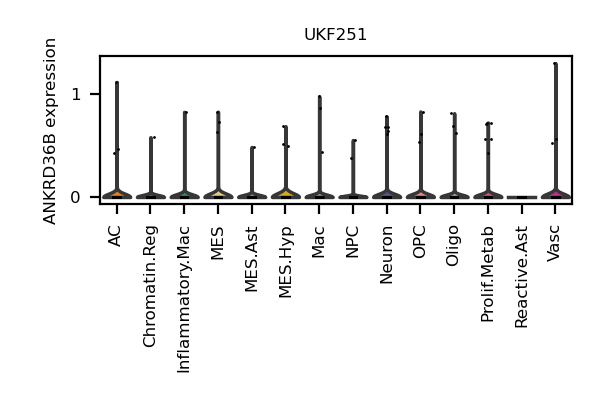 UKF251
ANKRD36B expression
1
0
AC
Chromatin.Reg
Inflammatory.Mac
MES
MES.Ast
MES.Hyp
Mac
NPC
Neuron
OPC
Oligo
Prolif.Metab
Reactive.Ast
Vasc